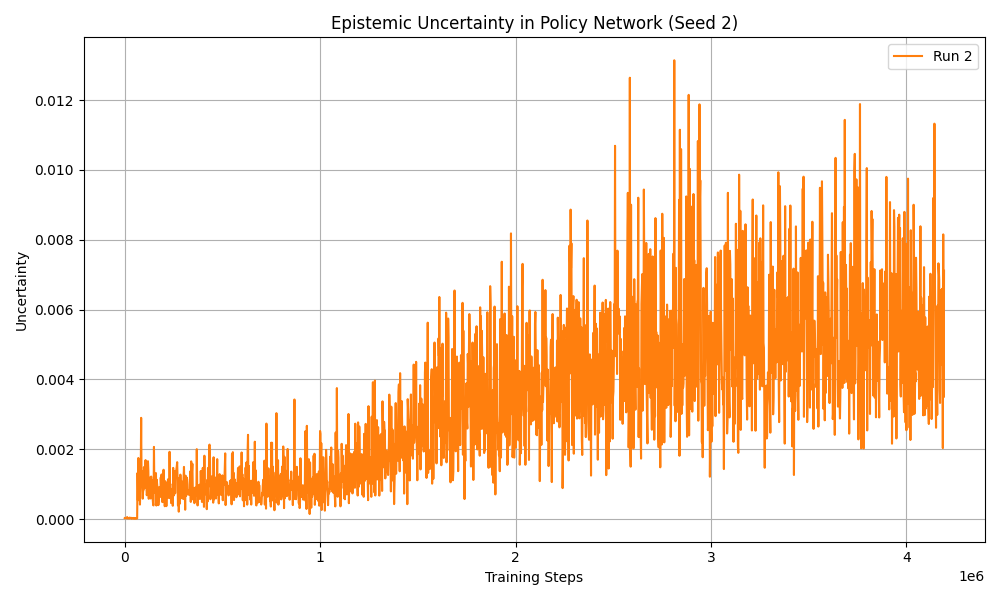 Epistemic Uncertainty in Policy Network (Seed 2)
Run 2
0.012
0.010
0.008
0.006
0.004
0.002
0.000
Uncertainty
0 1 2 3 4
1e6
Training Steps